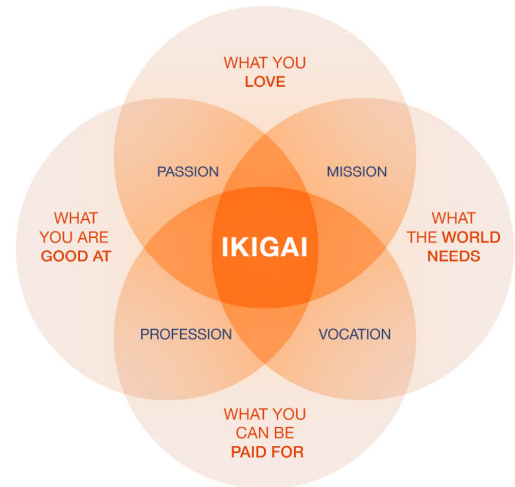 WHAT YOU
LOVE
PASSION
MISSION
WHAT
YOU ARE
GOOD AT
IKIGAI
WHAT
THE WORLD
NEEDS
PROFESSION
VOCATION
WHAT YOU
CAN BE
PAID FOR